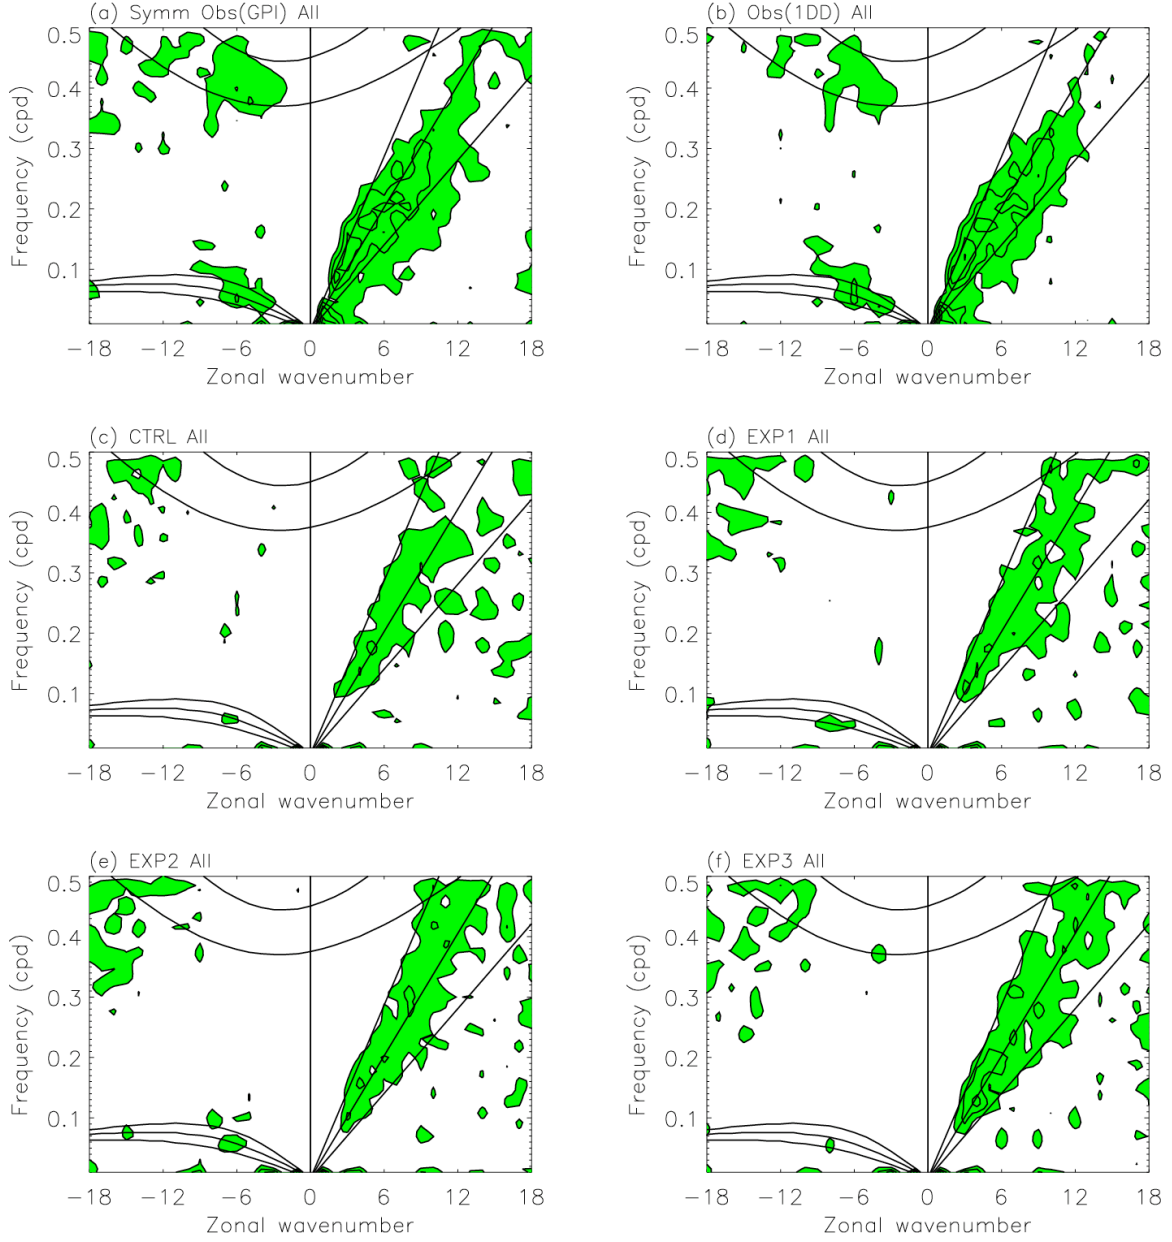 (a) Symm Obs(GPI) All
0.5
0.4
0.3
0.2
0.1
Frequency (cpd)
−18 −12 −6 0 6 12 18
Zonal wavenumber
(b) Obs(1DD) All
0.5
0.4
0.3
0.2
0.1
Frequency (cpd)
−18 −12 −6 0 6 12 18
Zonal wavenumber
(c) CTRL All
0.5
0.4
0.3
0.2
0.1
Frequency (cpd)
−18 −12 −6 0 6 12 18
Zonal wavenumber
(d) EXP1 All
0.5
0.4
0.3
0.2
0.1
Frequency (cpd)
−18 −12 −6 0 6 12 18
Zonal wavenumber
(e) EXP2 All
0.5
0.4
0.3
0.2
0.1
Frequency (cpd)
−18 −12 −6 0 6 12 18
Zonal wavenumber
(f) EXP3 All
0.5
0.4
0.3
0.2
0.1
Frequency (cpd)
−18 −12 −6 0 6 12 18
Zonal wavenumber